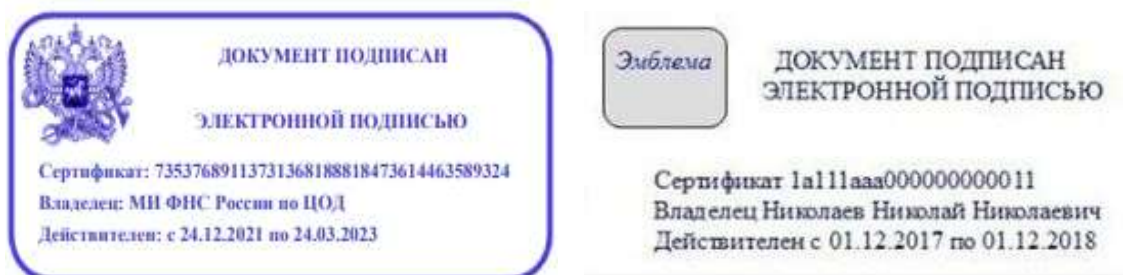 ДОКУМЕНТ ПОДПИСАН
ЭЛЕКТРОННОЙ ПОДПИСЬЮ
Сертификат: 73537689113731368188818473614463589324
Владелец: МИ ФНС России по ЦОД
Действителен: с 24.12.2021 по 24.03.2023
Эмблема
ДОКУМЕНТ ПОДПИСАН
ЭЛЕКТРОННОЙ ПОДПИСЬЮ
Сертификат 1a111aaa000000000011
Владелец Николаев Николай Николаевич
Действителен с 01.12.2017 по 01.12.2018